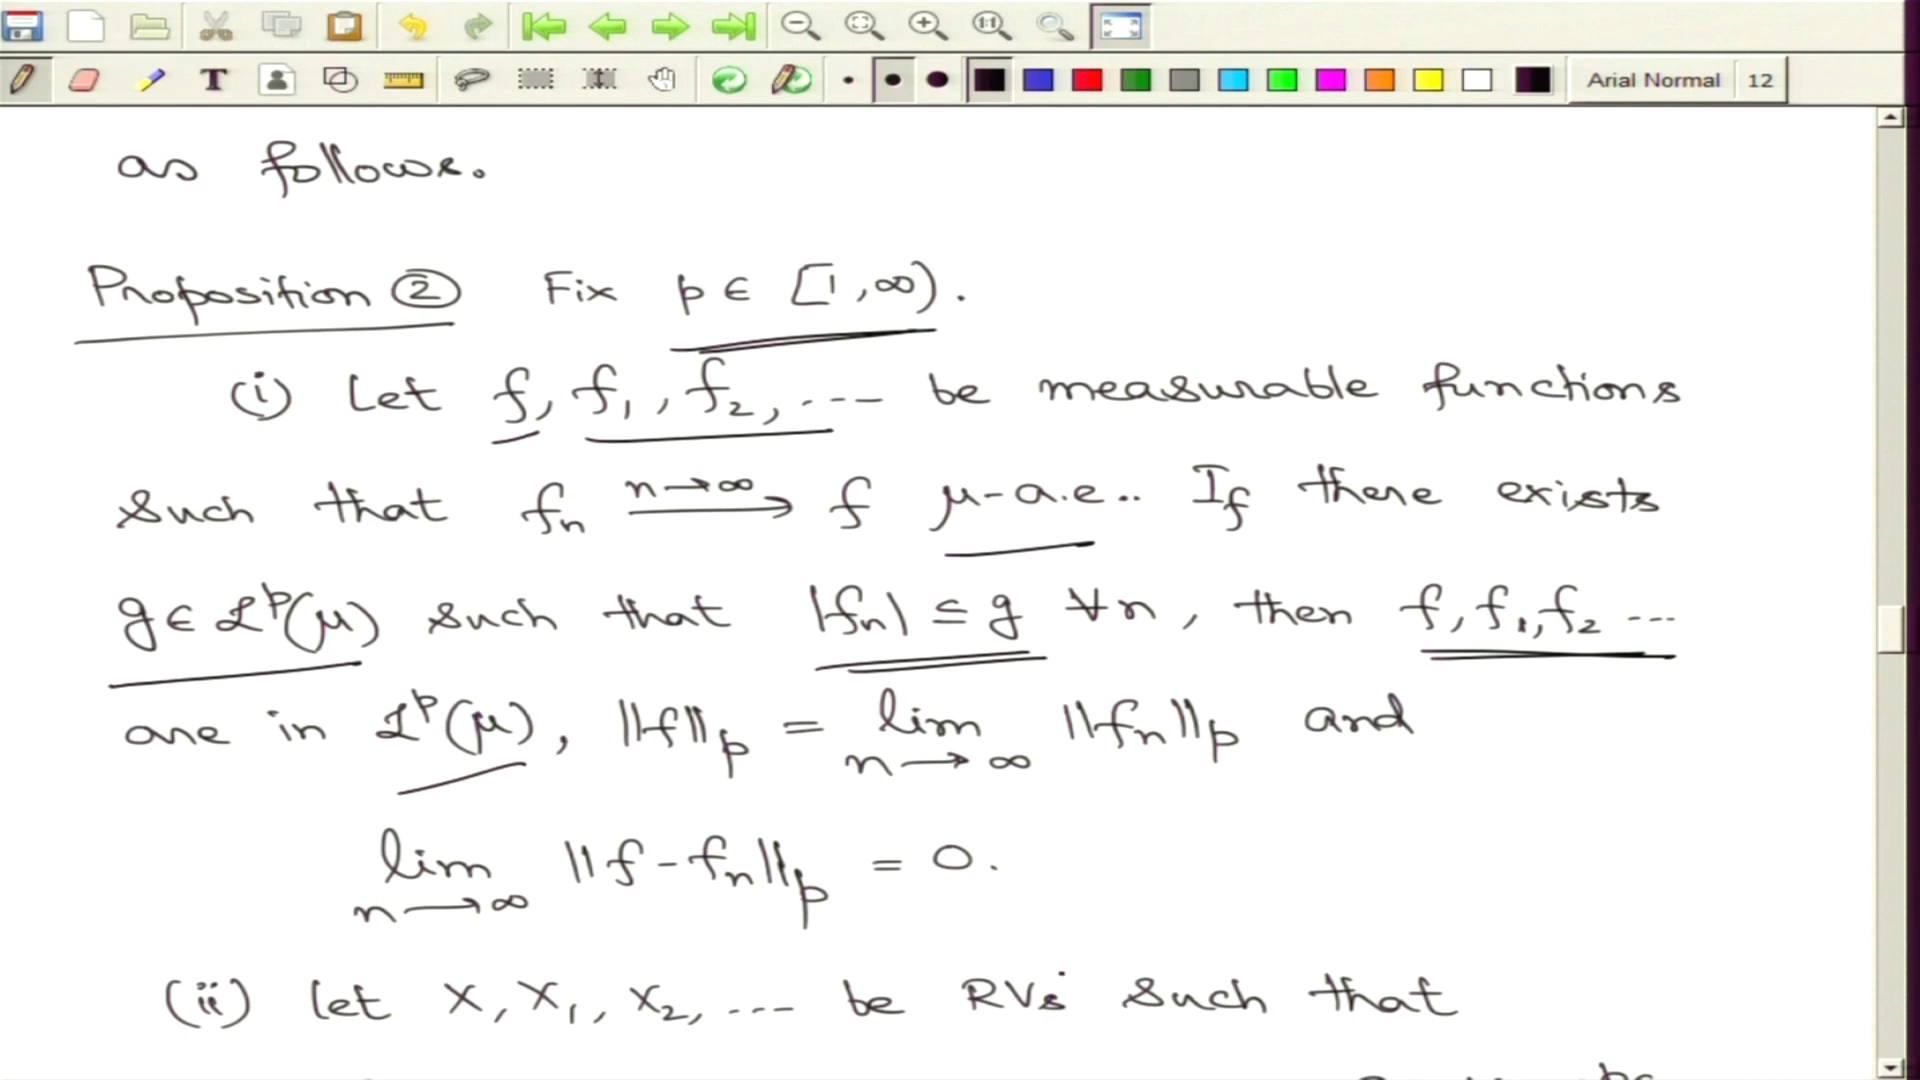 Arial Normal 12
as follows.
Proposition ② Fix p ∈ [1, ∞).
(i) Let f, f₁, f₂, ... be measurable functions
such that fₙ →(n→∞) f μ-a.e.. If there exists
g ∈ ℒᵖ(μ) such that |fₙ| ≤ g ∀n, then f, f₁, f₂ ...
are in ℒᵖ(μ), ||f||ₚ = lim n→∞ ||fₙ||ₚ and
lim n→∞ ||f - fₙ||ₚ = 0.
(ii) Let X, X₁, X₂, ... be RVs such that